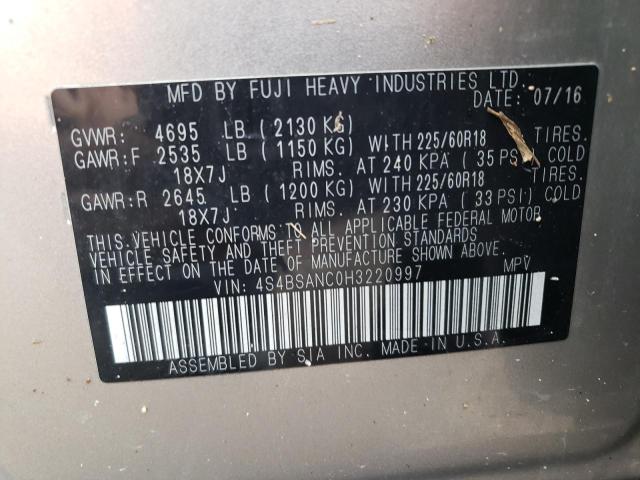 MFD BY FUJI HEAVY INDUSTRIES LTD.
DATE: 07/16
GVWR: 4695 LB (2130 KG)
GAWR:F 2535 LB (1150 KG) WITH 225/60R18 TIRES.
18X7J RIMS. AT 240 KPA (35 PSI) COLD
GAWR:R 2645 LB (1200 KG) WITH 225/60R18 TIRES.
18X7J RIMS. AT 230 KPA (33 PSI) COLD
THIS VEHICLE CONFORMS TO ALL APPLICABLE FEDERAL MOTOR
VEHICLE SAFETY AND THEFT PREVENTION STANDARDS
IN EFFECT ON THE DATE OF MANUFACTURE SHOWN ABOVE.
VIN: 4S4BSANC0H3220997 MPV
ASSEMBLED BY SIA INC. MADE IN U.S.A.